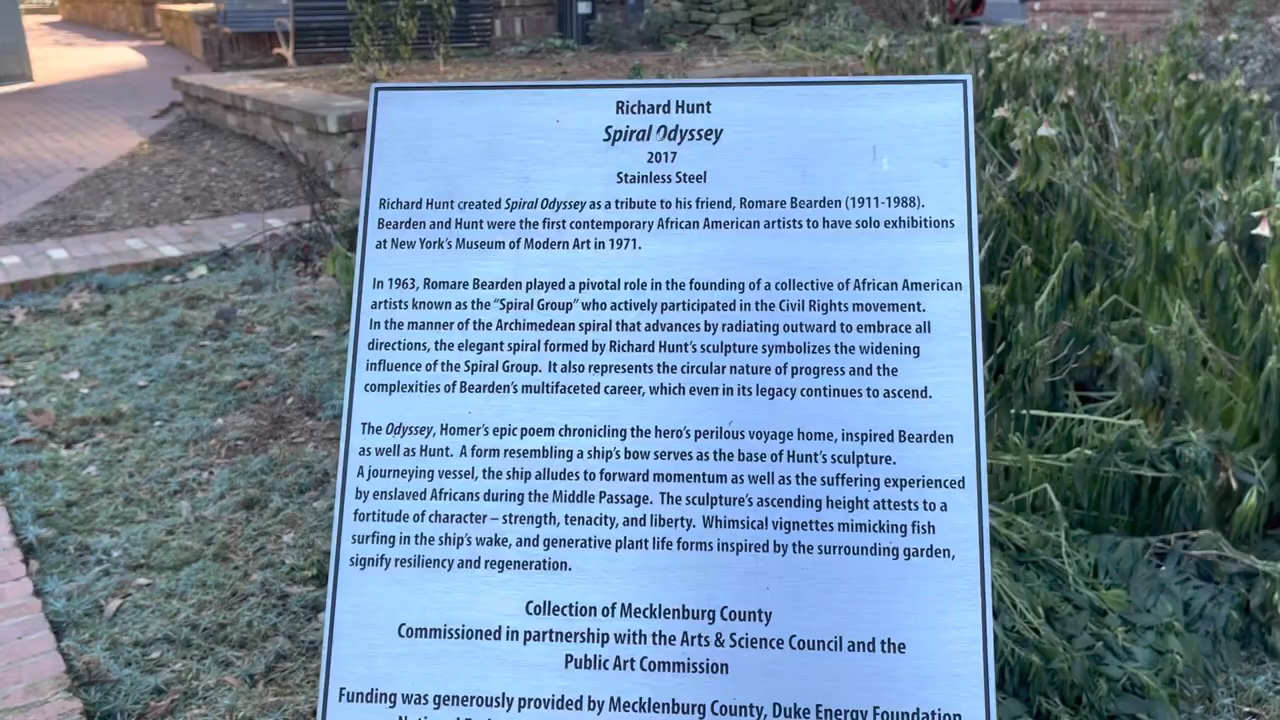 Richard Hunt
Spiral Odyssey
2017
Stainless Steel
Richard Hunt created Spiral Odyssey as a tribute to his friend, Romare Bearden (1911-1988).
Bearden and Hunt were the first contemporary African American artists to have solo exhibitions
at New York's Museum of Modern Art in 1971.
In 1963, Romare Bearden played a pivotal role in the founding of a collective of African American
artists known as the "Spiral Group" who actively participated in the Civil Rights movement.
In the manner of the Archimedean spiral that advances by radiating outward to embrace all
directions, the elegant spiral formed by Richard Hunt's sculpture symbolizes the widening
influence of the Spiral Group. It also represents the circular nature of progress and the
complexities of Bearden's multifaceted career, which even in its legacy continues to ascend.
The Odyssey, Homer's epic poem chronicling the hero's perilous voyage home, inspired Bearden
as well as Hunt. A form resembling a ship's bow serves as the base of Hunt's sculpture.
A journeying vessel, the ship alludes to forward momentum as well as the suffering experienced
by enslaved Africans during the Middle Passage. The sculpture's ascending height attests to a
fortitude of character – strength, tenacity, and liberty. Whimsical vignettes mimicking fish
surfing in the ship's wake, and generative plant life forms inspired by the surrounding garden,
signify resiliency and regeneration.
Collection of Mecklenburg County
Commissioned in partnership with the Arts & Science Council and the
Public Art Commission
Funding was generously provided by Mecklenburg County, Duke Energy Foundation